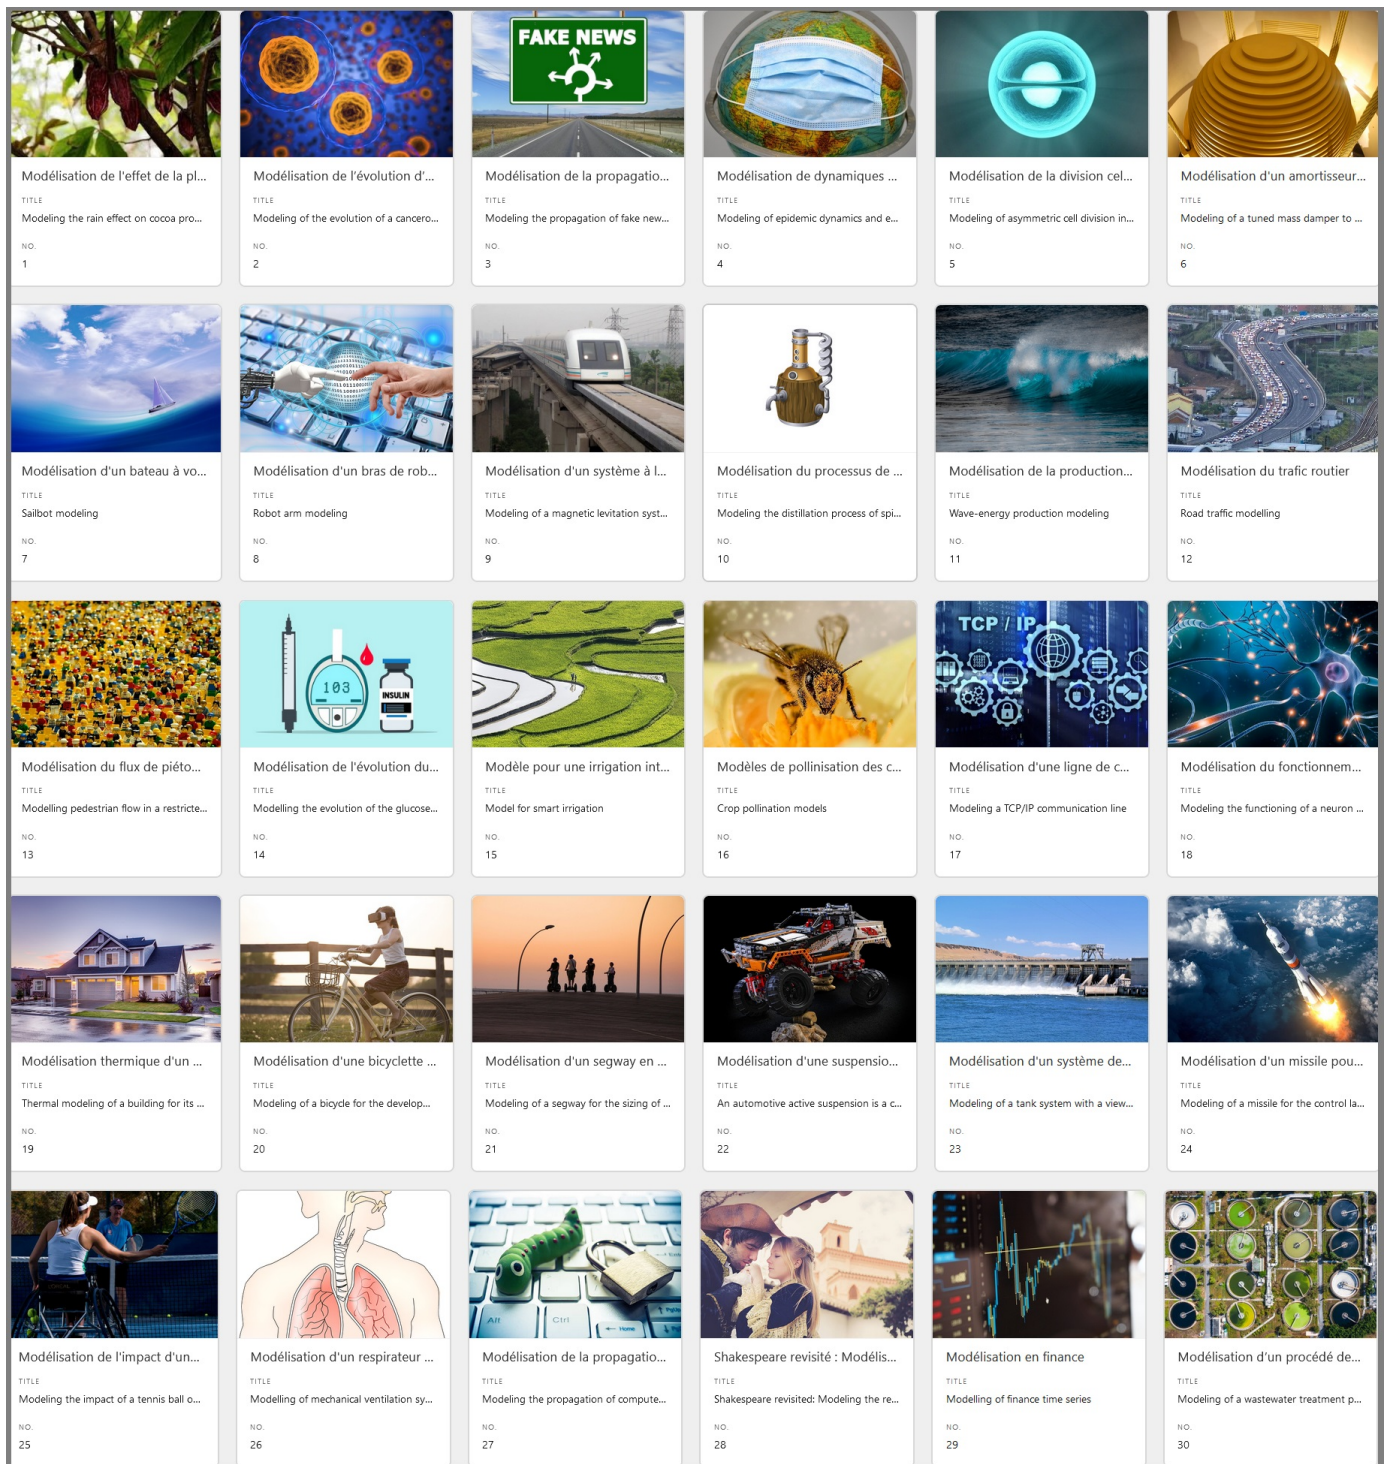 FAKE NEWS
Modélisation de l'effet de la pl...
TITLE
Modeling the rain effect on cocoa pro...
NO.
1
Modélisation de l'évolution d'...
TITLE
Modeling of the evolution of a cancero...
NO.
2
Modélisation de la propagatio...
TITLE
Modeling the propagation of fake new...
NO.
3
Modélisation de dynamiques ...
TITLE
Modeling of epidemic dynamics and e...
NO.
4
Modélisation de la division cel...
TITLE
Modeling of asymmetric cell division in...
NO.
5
Modélisation d'un amortisseur...
TITLE
Modeling of a tuned mass damper to ...
NO.
6
Modélisation d'un bateau à vo...
TITLE
Sailbot modeling
NO.
7
Modélisation d'un bras de rob...
TITLE
Robot arm modeling
NO.
8
Modélisation d'un système à l...
TITLE
Modeling of a magnetic levitation syst...
NO.
9
Modélisation du processus de ...
TITLE
Modeling the distillation process of spi...
NO.
10
Modélisation de la production...
TITLE
Wave-energy production modeling
NO.
11
Modélisation du trafic routier
TITLE
Road traffic modelling
NO.
12
Modélisation du flux de piéto...
TITLE
Modelling pedestrian flow in a restricte...
NO.
13
103
INSULIN
Modélisation de l'évolution du...
TITLE
Modelling the evolution of the glucose...
NO.
14
Modèle pour une irrigation int...
TITLE
Model for smart irrigation
NO.
15
Modèles de pollinisation des c...
TITLE
Crop pollination models
NO.
16
TCP / IP
Modélisation d'une ligne de c...
TITLE
Modeling a TCP/IP communication line
NO.
17
Modélisation du fonctionnem...
TITLE
Modeling the functioning of a neuron ...
NO.
18
Modélisation thermique d'un ...
TITLE
Thermal modeling of a building for its ...
NO.
19
Modélisation d'une bicyclette ...
TITLE
Modeling of a bicycle for the develop...
NO.
20
Modélisation d'un segway en ...
TITLE
Modeling of a segway for the sizing of ...
NO.
21
Modélisation d'une suspensio...
TITLE
An automotive active suspension is a c...
NO.
22
Modélisation d'un système de...
TITLE
Modeling of a tank system with a view...
NO.
23
Modélisation d'un missile pou...
TITLE
Modeling of a missile for the control la...
NO.
24
Modélisation de l'impact d'un...
TITLE
Modeling the impact of a tennis ball o...
NO.
25
Modélisation d'un respirateur ...
TITLE
Modelling of mechanical ventilation sy...
NO.
26
Alt
Ctrl
Modélisation de la propagatio...
TITLE
Modeling the propagation of compute...
NO.
27
Shakespeare revisité : Modélis...
TITLE
Shakespeare revisited: Modeling the re...
NO.
28
Modélisation en finance
TITLE
Modelling of finance time series
NO.
29
Modélisation d'un procédé de...
TITLE
Modeling of a wastewater treatment p...
NO.
30